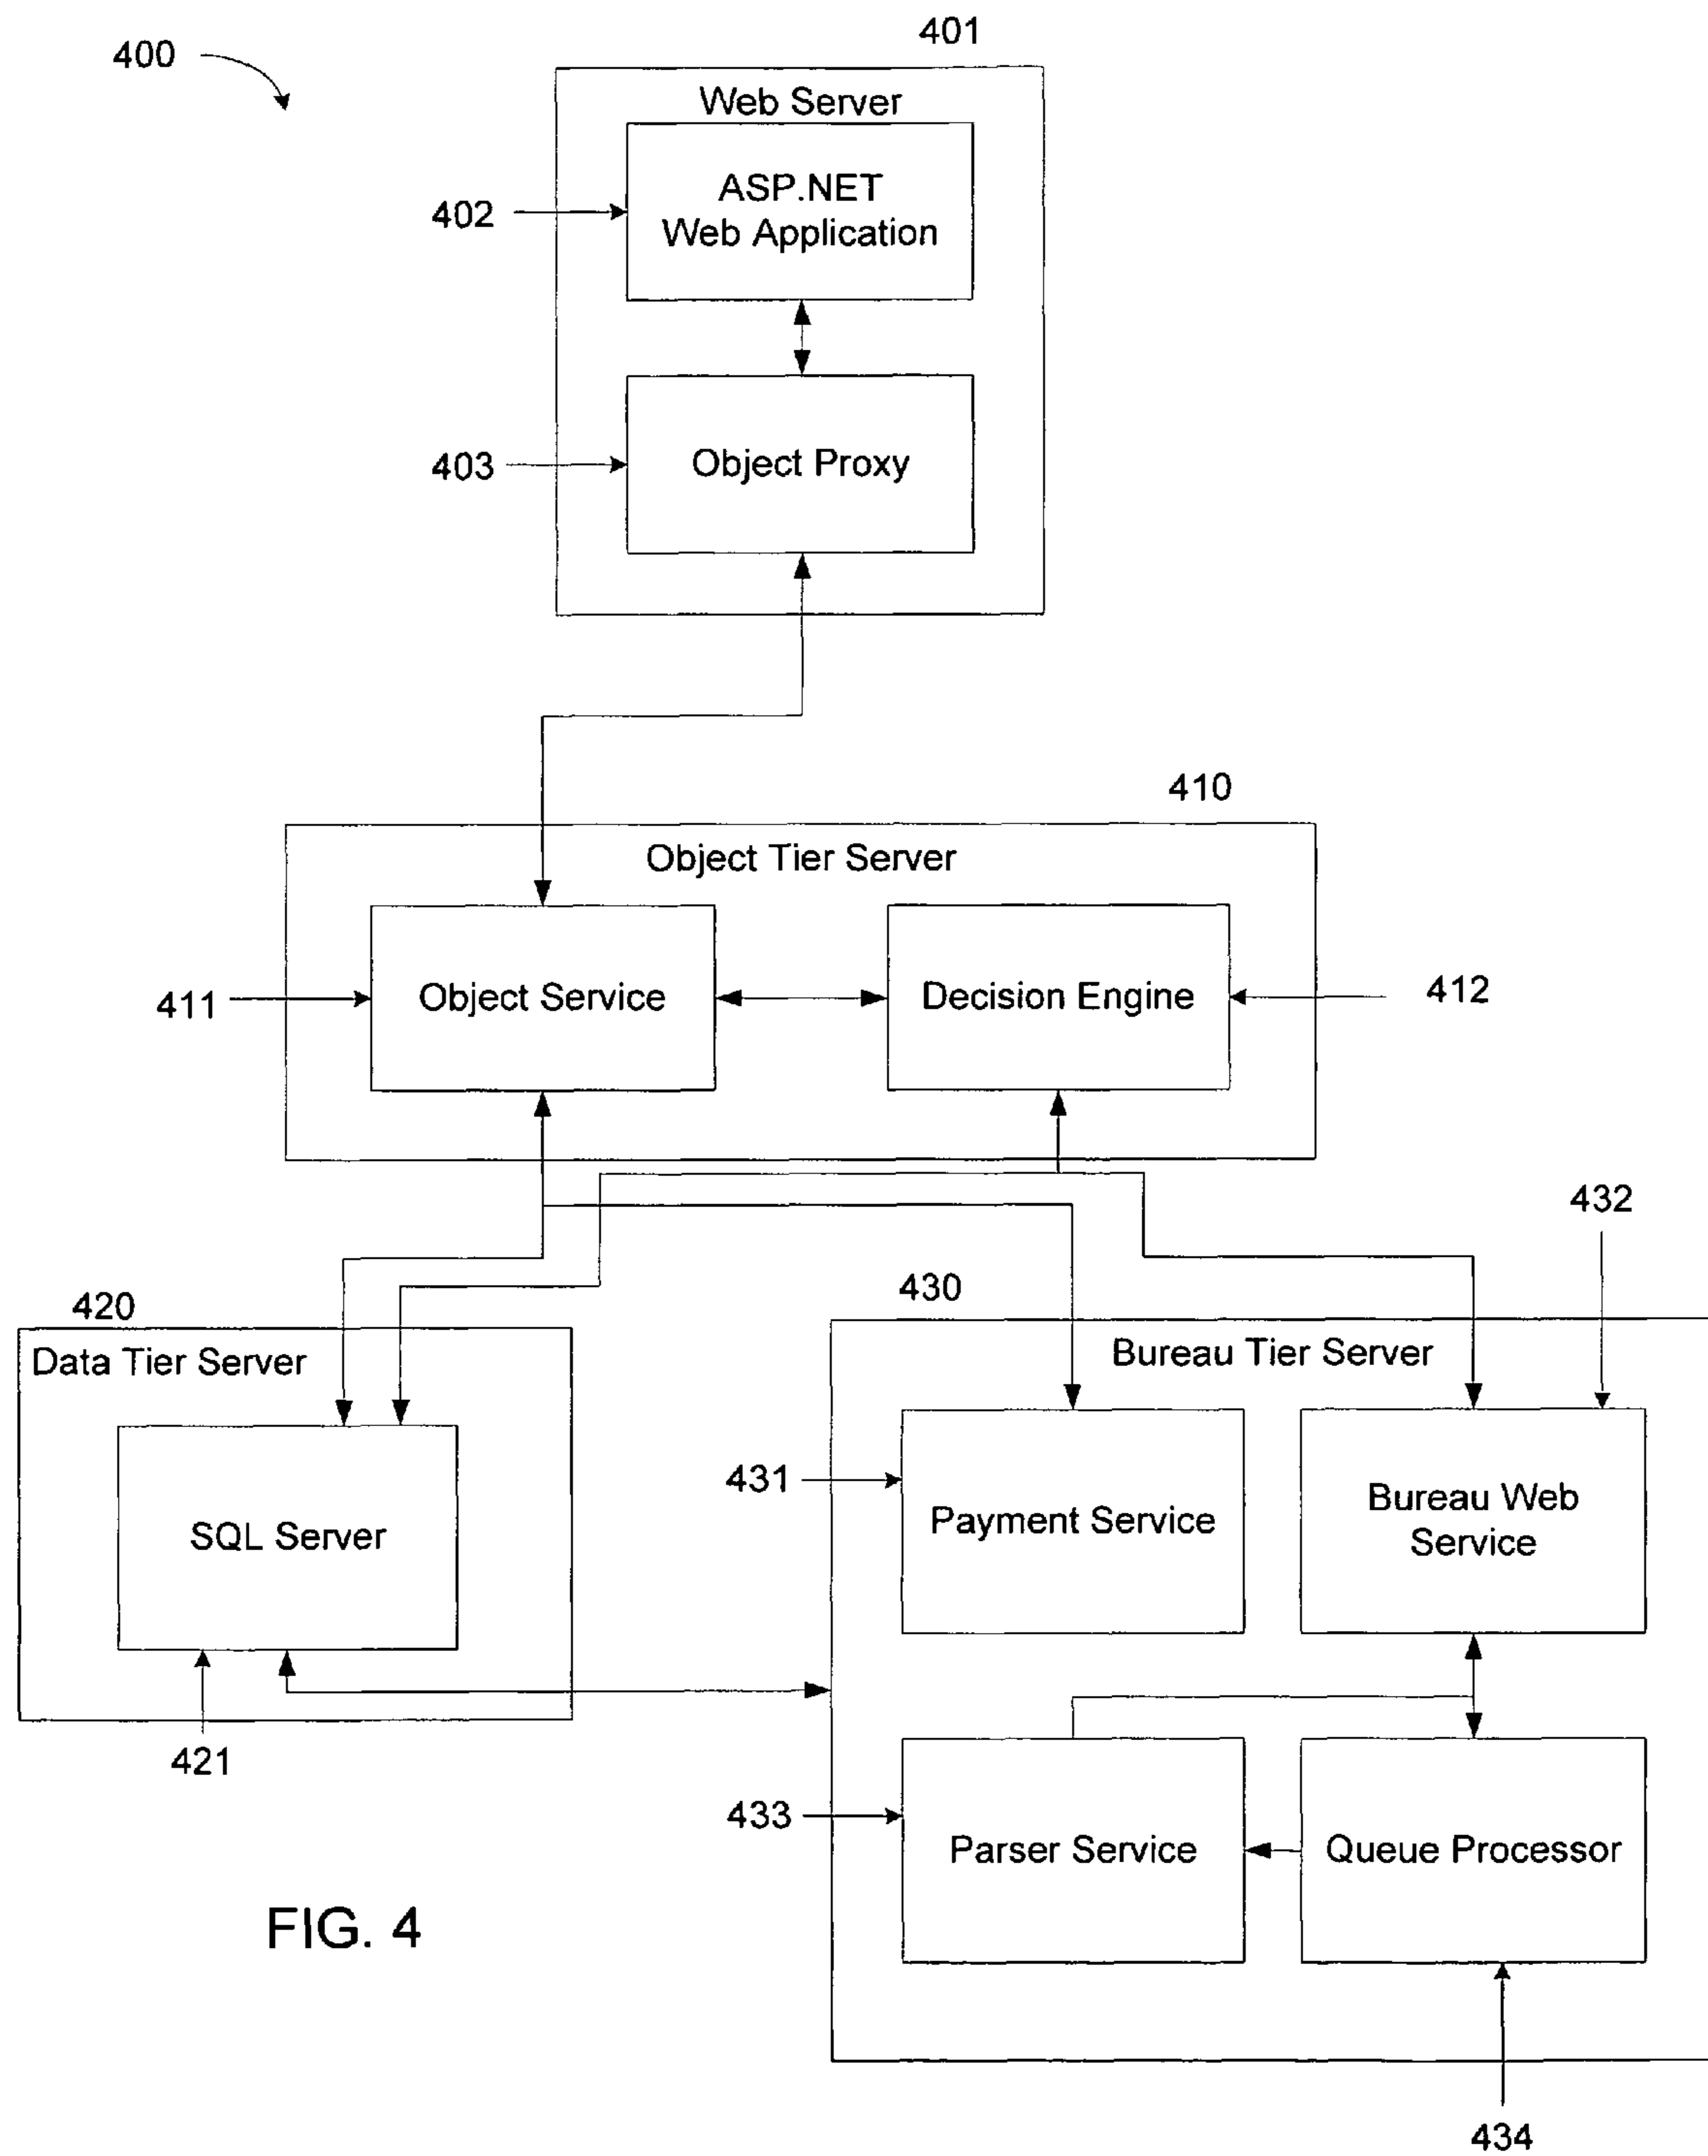 400
401
Web Server
ASP.NET
Web Application
402
Object Proxy
403
410
Object Tier Server
Object Service
Decision Engine
411
412
432
420
430
Data Tier Server
Bureau Tier Server
SQL Server
431
Payment Service
Bureau Web
Service
421
433
Parser Service
Queue Processor
FIG. 4
434